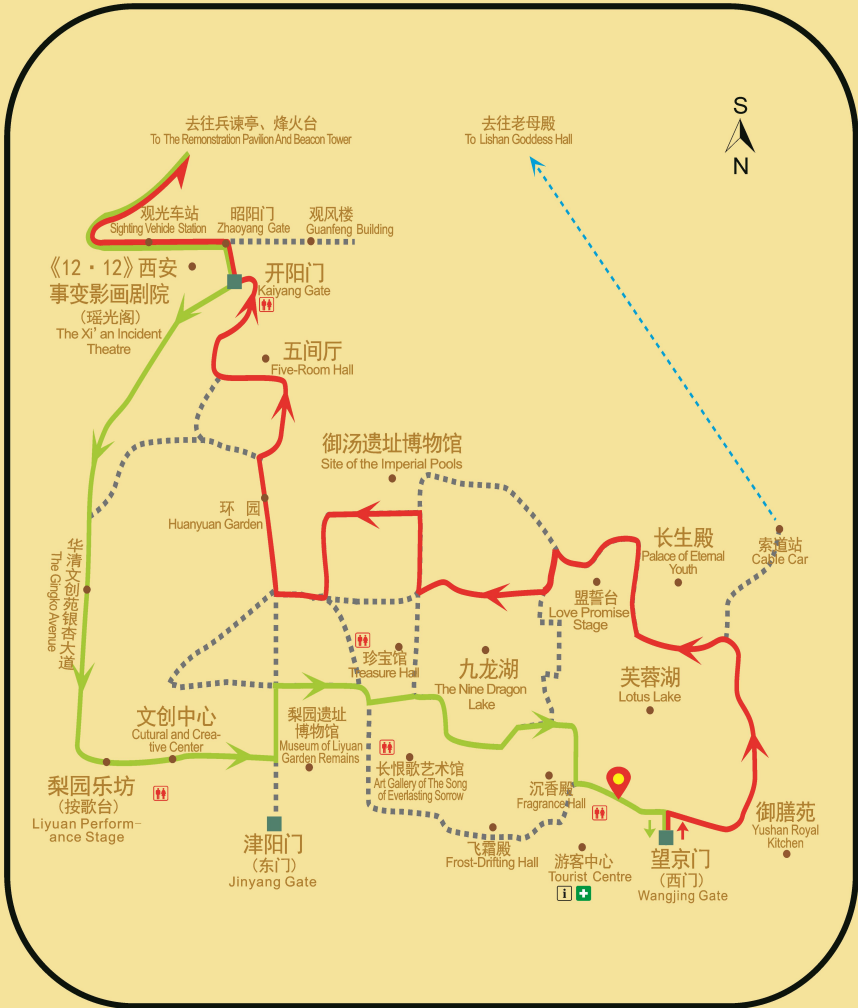 去往兵谏亭、烽火台
To The Remonstration Pavilion And Beacon Tower
去往老母殿
To Lishan Goddess Hall
S
N
观光车站
Sighting Vehicle Station
昭阳门
Zhaoyang Gate
观风楼
Guanfeng Building
《12·12》西安
事变影画剧院
（瑶光阁）
The Xi' an Incident
Theatre
开阳门
Kaiyang Gate
五间厅
Five-Room Hall
御汤遗址博物馆
Site of the Imperial Pools
环 园
Huanyuan Garden
华清文创苑银杏大道
The Gingko Avenue
长生殿
Palace of Eternal
Youth
索道站
Cable Car
盟誓台
Love Promise
Stage
珍宝馆
Treasure Hall
九龙湖
The Nine Dragon
Lake
芙蓉湖
Lotus Lake
文创中心
Cutural and Crea-
tive Center
梨园遗址
博物馆
Museum of Liyuan
Garden Remains
长恨歌艺术馆
Art Gallery of The Song
of Everlasting Sorrow
沉香殿
Fragrance Hall
梨园乐坊
（按歌台）
Liyuan Perform-
ance Stage
津阳门
（东门）
Jinyang Gate
飞霜殿
Frost-Drifting Hall
游客中心
Tourist Centre
i
望京门
（西门）
Wangjing Gate
御膳苑
Yushan Royal
Kitchen